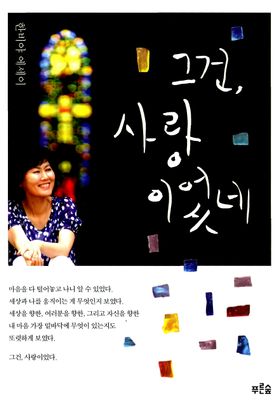 한비야 에세이
그건,
사랑
이었네
마음을 다 털어놓고 나니 알 수 있었다.
세상과 나를 움직이는 게 무엇인지 보였다.
세상을 향한, 여러분을 향한, 그리고 자신을 향한
내 마음 가장 밑바닥에 무엇이 있는지도
또렷하게 보였다.
그건, 사랑이었다.
푸른숲